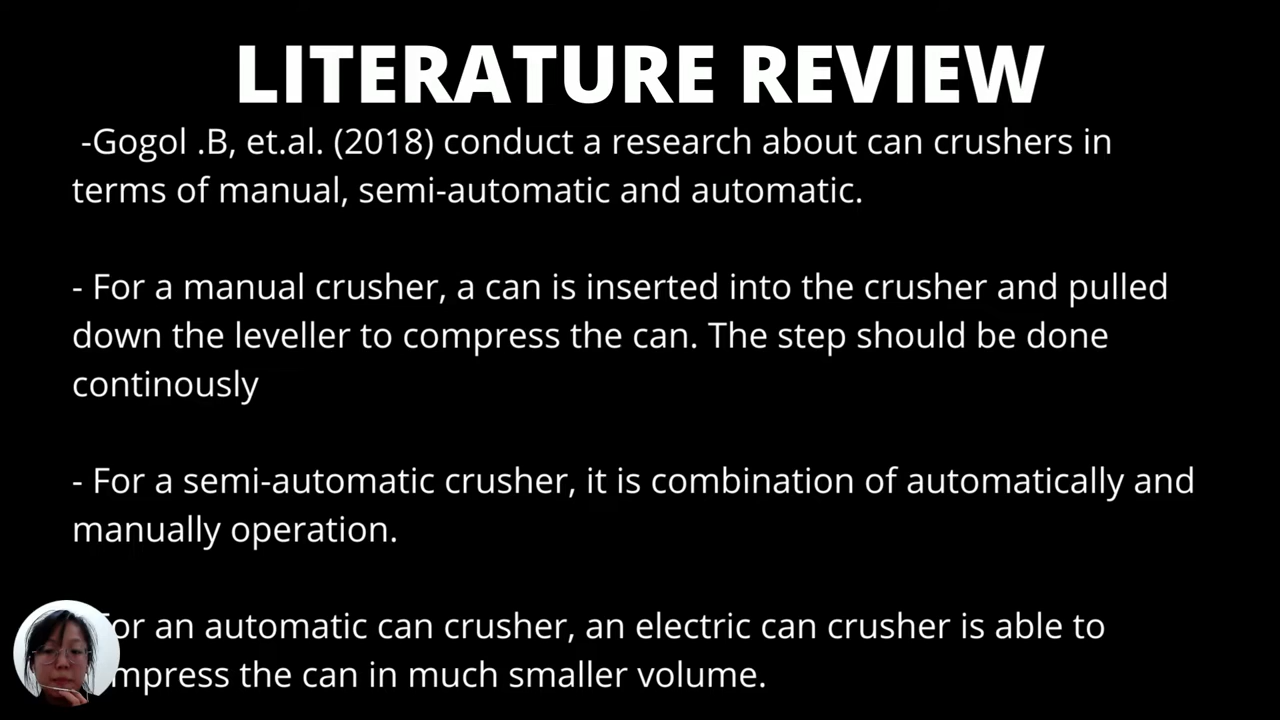 LITERATURE REVIEW
-Gogol .B, et.al. (2018) conduct a research about can crushers in
terms of manual, semi-automatic and automatic.
- For a manual crusher, a can is inserted into the crusher and pulled
down the leveller to compress the can. The step should be done
continously
- For a semi-automatic crusher, it is combination of automatically and
manually operation.
For an automatic can crusher, an electric can crusher is able to
the can in much smaller volume.